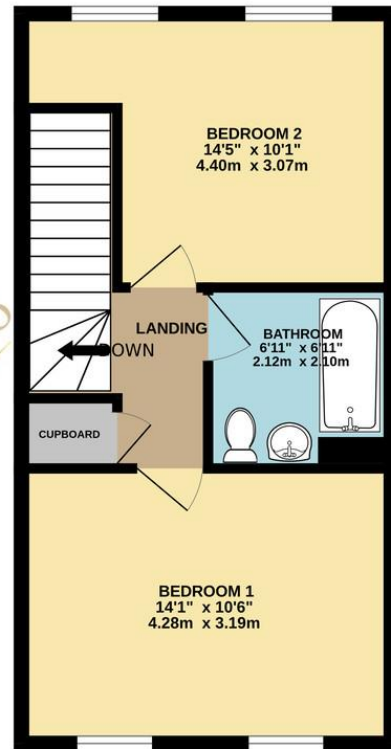 BEDROOM 2
14'5" x 10'1"
4.40m x 3.07m
LANDING
BATHROOM
6'11" x 6'11"
2.12m x 2.10m
DOWN
CUPBOARD
BEDROOM 1
14'1" x 10'6"
4.28m x 3.19m